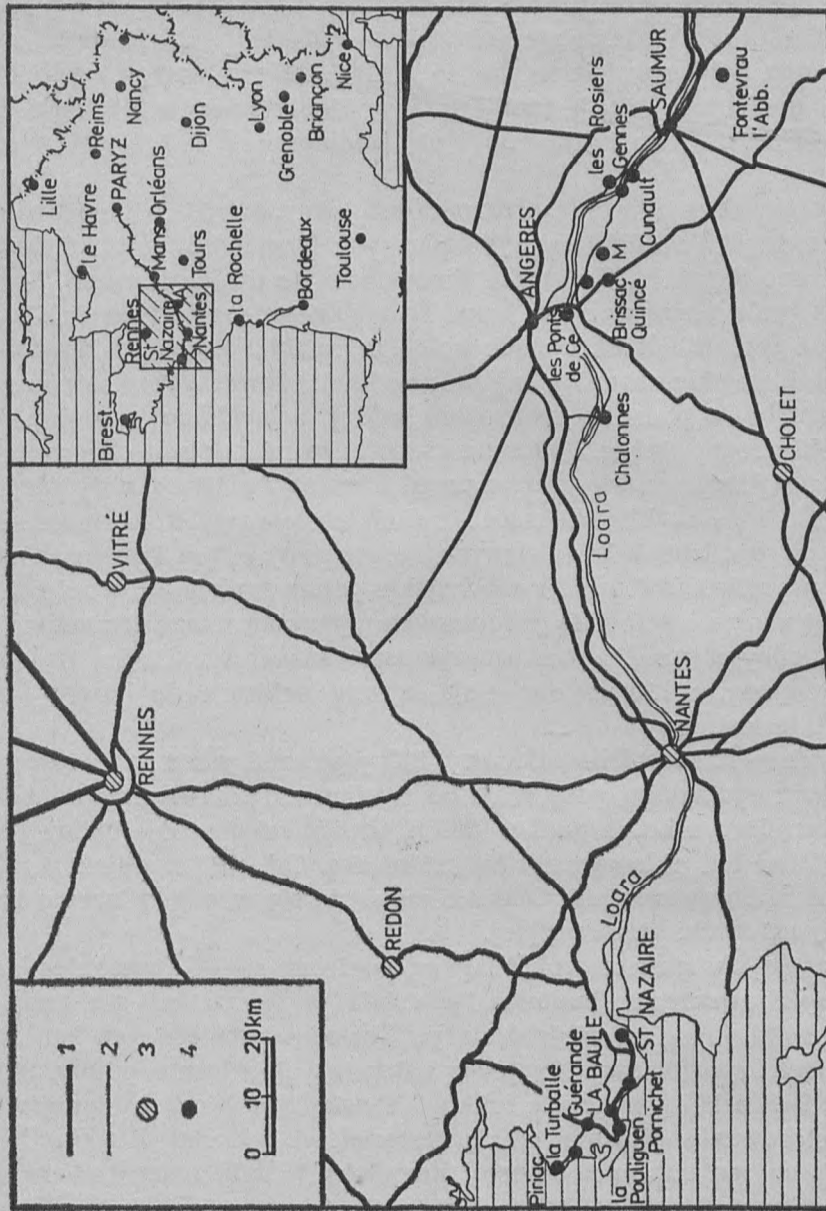 1
2
3
4
0 10 20km
Lille
le Havre
Reims
PARYŻ
Nancy
Brest
Rennes
Mans
Orléans
St.
Nazzaire
A
Nantes
Tours
Dijon
la Rochelle
Lyon
Grenoble
Briançon
Bordeaux
Toulouse
Nice
RENNES
VITRÉ
REDON
Piriac
la Turballe
Guérande
LA BAULE
la
Pouliguen
Pornichet
ST NAZAIRE
Loara
NANTES
Loara
Chalonnes
ANGERES
les Ponts
de Ce
Brissac
Quincé
M
les Rosiers
Gennes
Cunault
SAUMUR
Fontevrau
l'Abb.
CHOLET